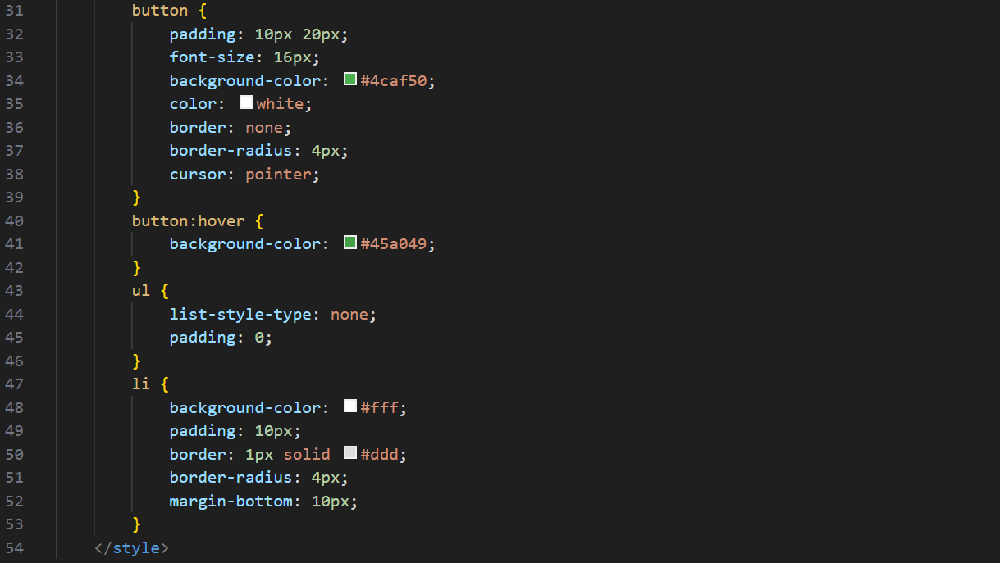 31 button {
32 padding: 10px 20px;
33 font-size: 16px;
34 background-color: #4caf50;
35 color: white;
36 border: none;
37 border-radius: 4px;
38 cursor: pointer;
39 }
40 button:hover {
41 background-color: #45a049;
42 }
43 ul {
44 list-style-type: none;
45 padding: 0;
46 }
47 li {
48 background-color: #fff;
49 padding: 10px;
50 border: 1px solid #ddd;
51 border-radius: 4px;
52 margin-bottom: 10px;
53 }
54 </style>